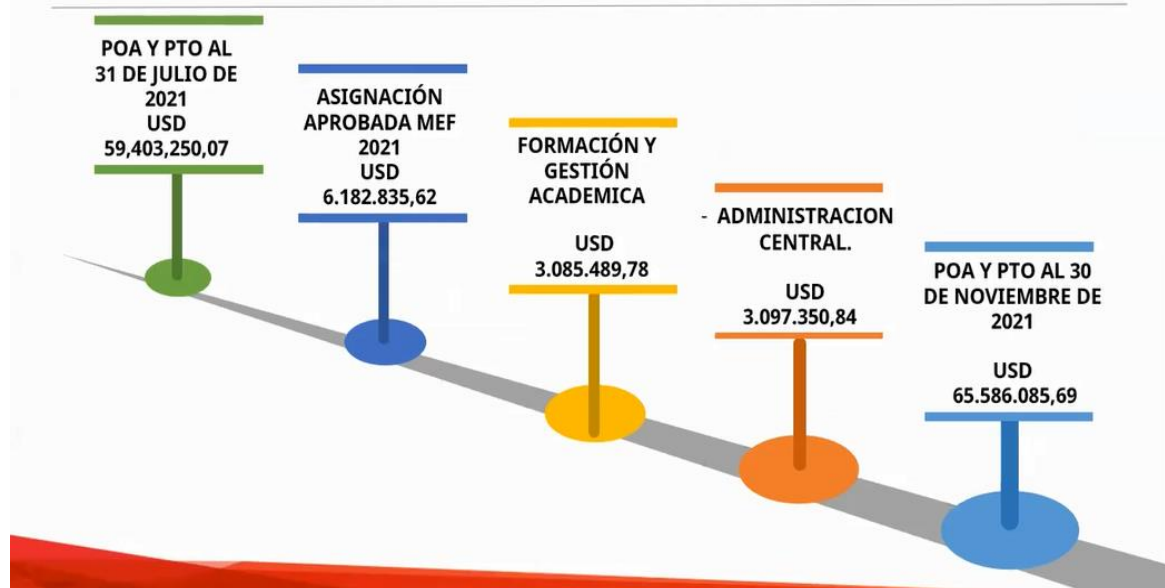 POA Y PTO AL
31 DE JULIO DE
2021
USD
59,403,250,07
ASIGNACIÓN
APROBADA MEF
2021
USD
6.182.835,62
FORMACIÓN Y
GESTIÓN
ACADEMICA
USD
3.085.489,78
- ADMINISTRACION
CENTRAL.
USD
3.097.350,84
POA Y PTO AL 30
DE NOVIEMBRE DE
2021
USD
65.586.085,69